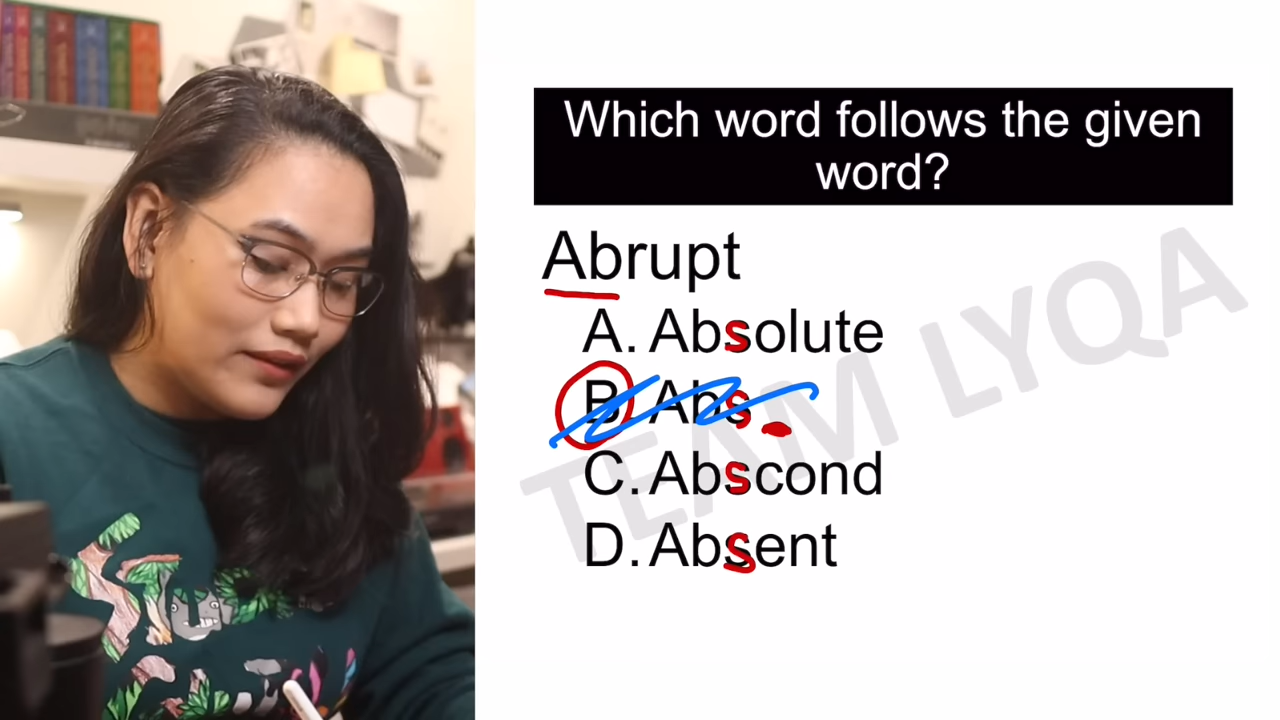 Which word follows the given
word?
Abrupt
A. Absolute
B. Abs
C. Abscond
D. Absent
TEAM LYQA